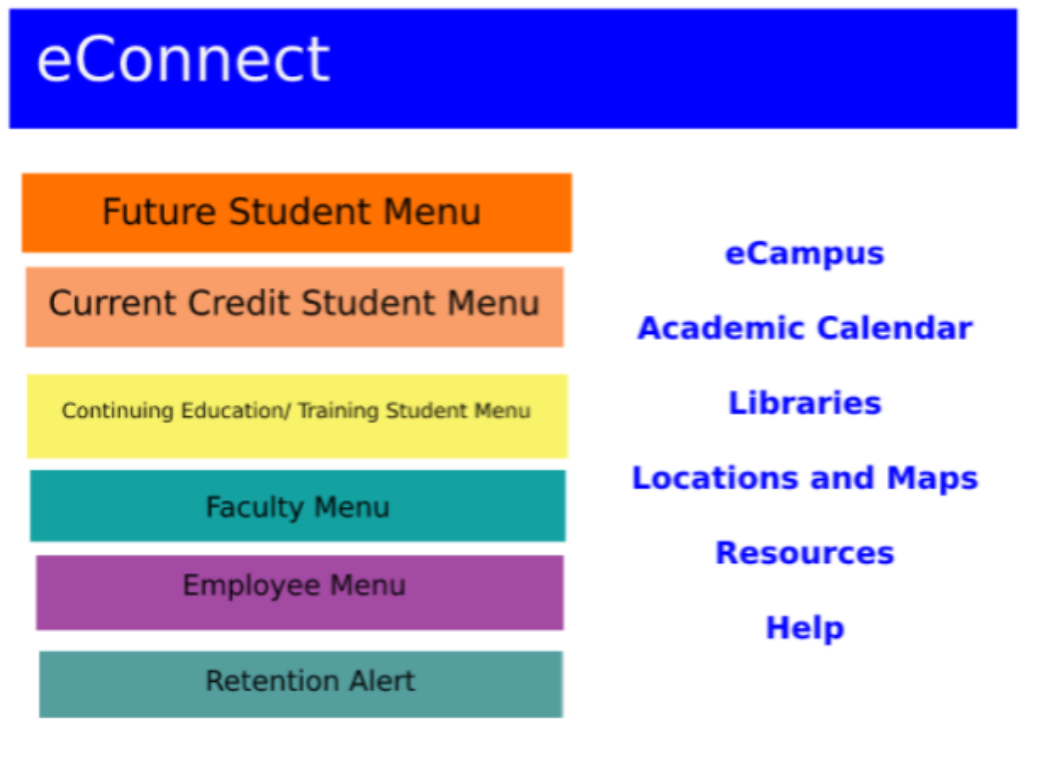 eConnect
Future Student Menu
Current Credit Student Menu
Continuing Education/ Training Student Menu
Faculty Menu
Employee Menu
Retention Alert
eCampus
Academic Calendar
Libraries
Locations and Maps
Resources
Help